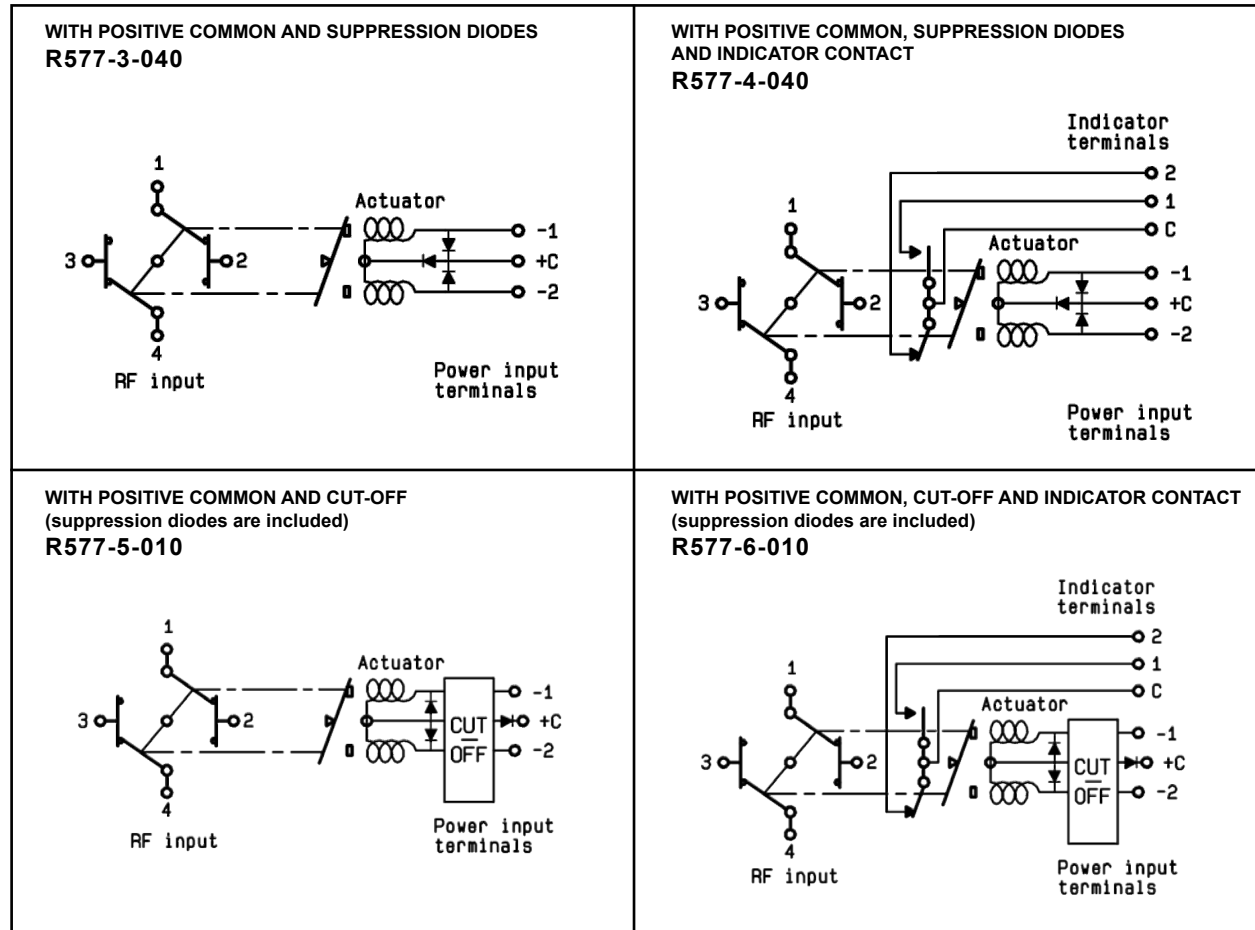 WITH POSITIVE COMMON AND SUPPRESSION DIODES
R577-3-040
1
Actuator
-1
3
2
+C
-2
4
RF input
Power input
terminals
WITH POSITIVE COMMON, SUPPRESSION DIODES
AND INDICATOR CONTACT
R577-4-040
Indicator
terminals
2
1
1
C
Actuator
-1
3
2
+C
-2
4
RF input
Power input
terminals
WITH POSITIVE COMMON AND CUT-OFF
(suppression diodes are included)
R577-5-010
1
Actuator
-1
3
2
CUT
+C
OFF
-2
4
RF input
Power input
terminals
WITH POSITIVE COMMON, CUT-OFF AND INDICATOR CONTACT
(suppression diodes are included)
R577-6-010
Indicator
terminals
2
1
1
C
Actuator
-1
3
2
CUT
+C
OFF
-2
4
RF input
Power input
terminals